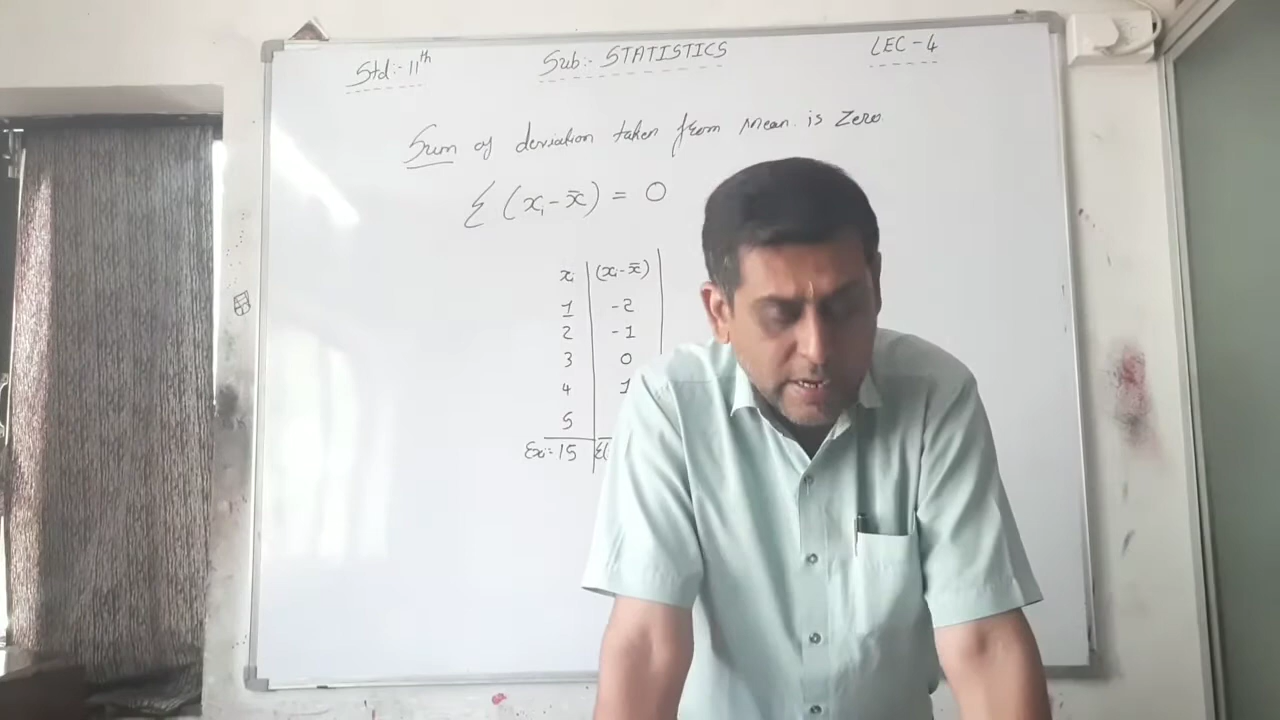 Std:- 11th Sub:- STATISTICS LEC-4
Sum of deviation taken from Mean. is Zero.
Σ (xi - x̄) = 0
xi (xi - x̄)
1 -2
2 -1
3 0
4 1
5
Σxi = 15 Σ(